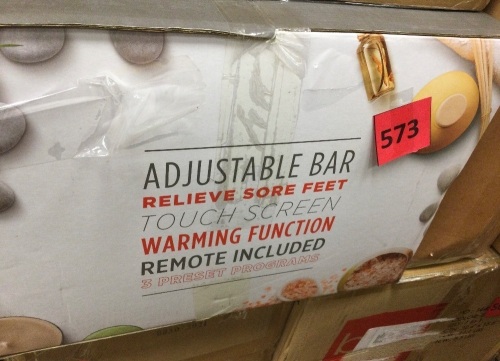 573
ADJUSTABLE BAR
RELIEVE SORE FEET
TOUCH SCREEN
WARMING FUNCTION
REMOTE INCLUDED
3 PRESET PROGRAMS